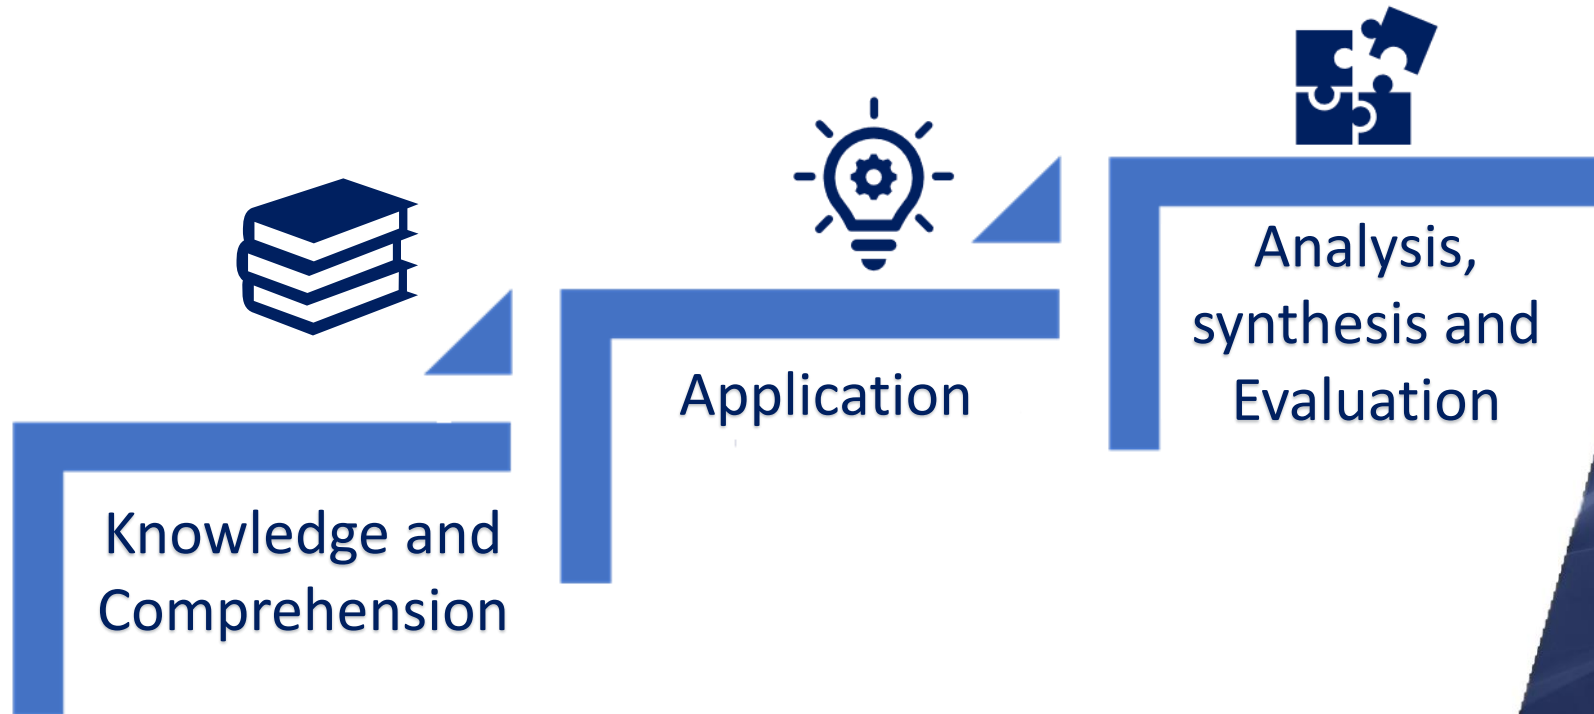 Knowledge and
Comprehension
Application
Analysis,
synthesis and
Evaluation